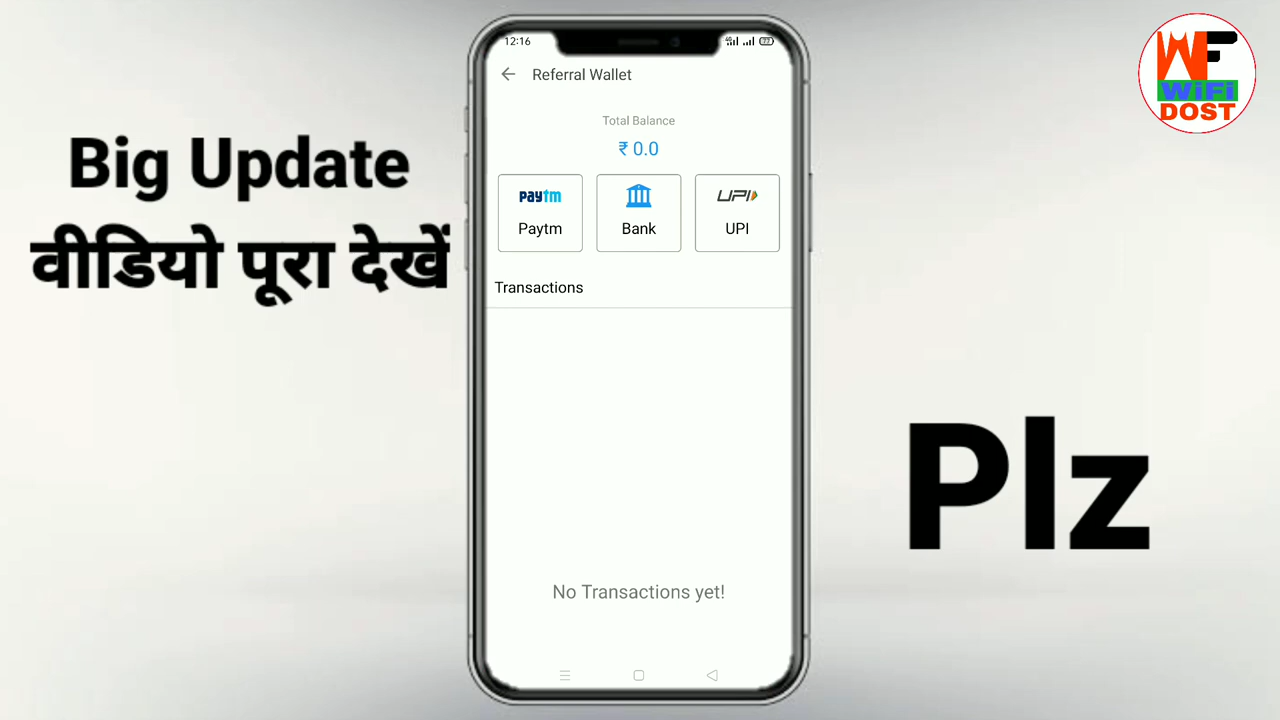 Big Update
वीडियो पूरा देखें
12:16
Referral Wallet
Total Balance
₹ 0.0
paytm
UPI
Paytm
Bank
UPI
Transactions
No Transactions yet!
WF
WiFi
DOST
Plz